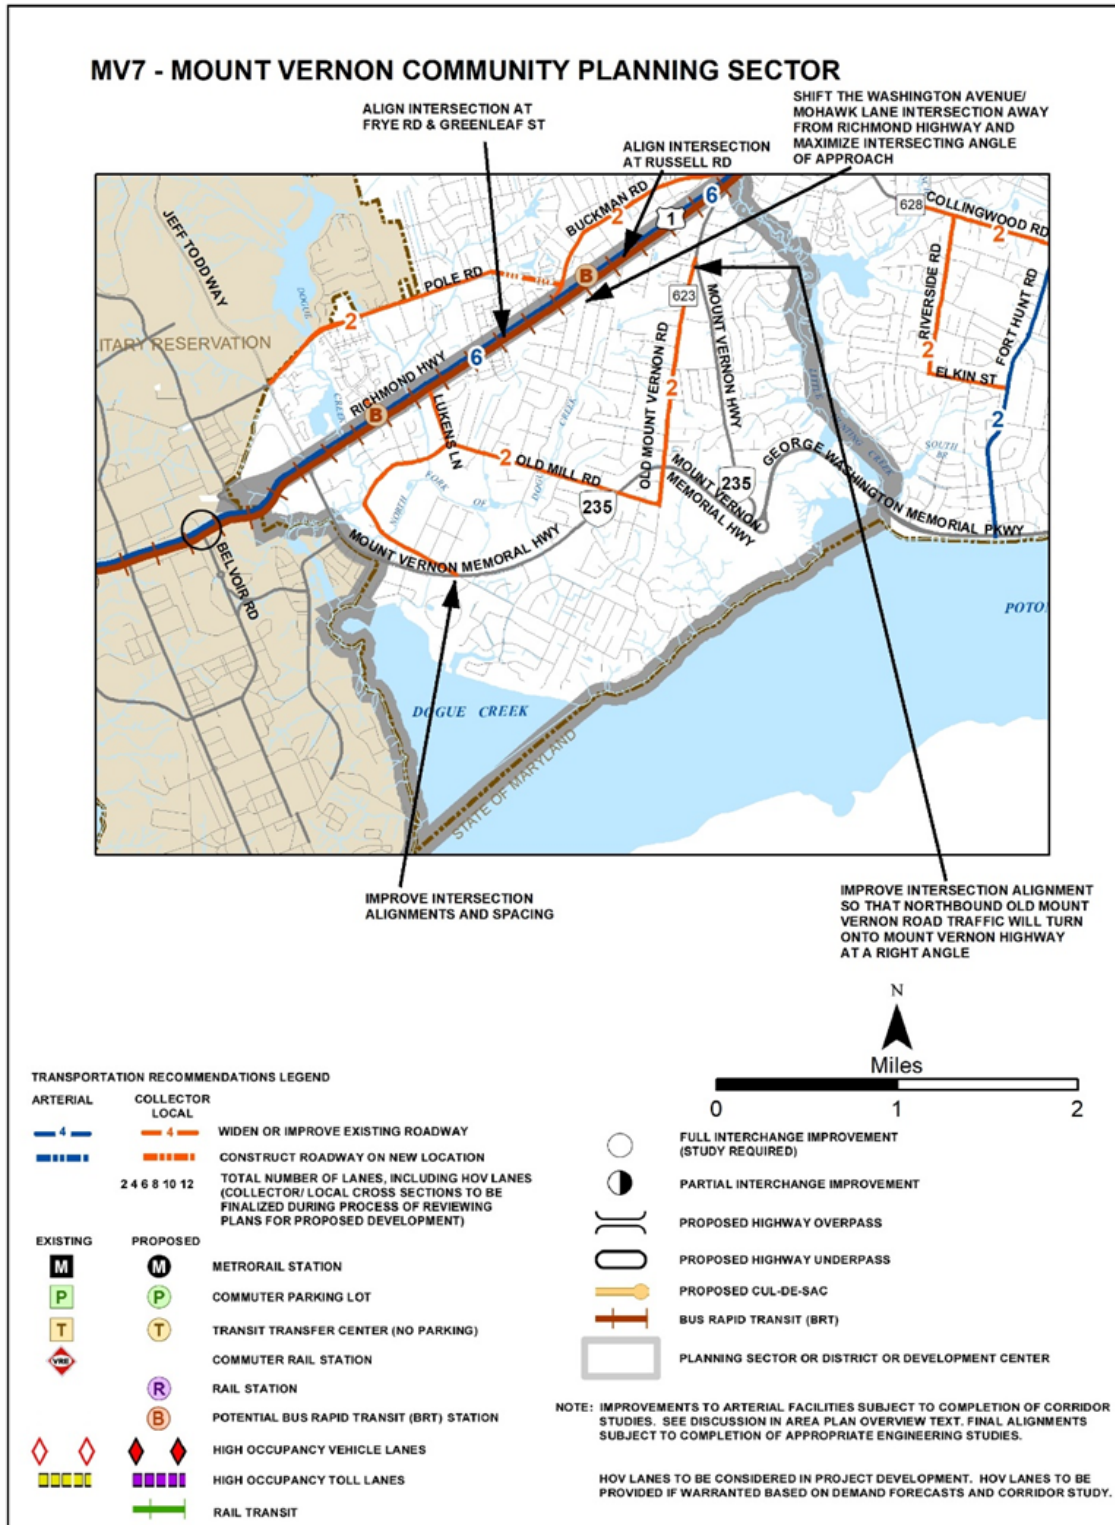 MV7 - MOUNT VERNON COMMUNITY PLANNING SECTOR
ALIGN INTERSECTION AT
FRYE RD & GREENLEAF ST
ALIGN INTERSECTION
AT RUSSELL RD
SHIFT THE WASHINGTON AVENUE/
MOHAWK LANE INTERSECTION AWAY
FROM RICHMOND HIGHWAY AND
MAXIMIZE INTERSECTING ANGLE
OF APPROACH
JEFF TODD WAY
DOGUE
CREEK
ITARY RESERVATION
POLE RD
2
BUCKMAN RD
2
6
1
B
628
COLLINGWOOD RD
2
RIVERSIDE RD
2
FORT HUNT RD
2
ELKIN ST
623
MOUNT VERNON HWY
LITTLE
HUNTING
CREEK
OLD MOUNT VERNON RD
2
RICHMOND HWY
6
B
LUKENS LN
2
OLD MILL RD
NORTH
FORK
OF
DOGUE
CREEK
235
MOUNT VERNON
MEMORIAL HWY
235
GEORGE WASHINGTON MEMORIAL PKWY
SOUTH
BR
MOUNT VERNON MEMORAL HWY
BELVOIR RD
POTO
DOGUE CREEK
STATE OF MARYLAND
IMPROVE INTERSECTION
ALIGNMENTS AND SPACING
IMPROVE INTERSECTION ALIGNMENT
SO THAT NORTHBOUND OLD MOUNT
VERNON ROAD TRAFFIC WILL TURN
ONTO MOUNT VERNON HIGHWAY
AT A RIGHT ANGLE
N
Miles
0 1 2
TRANSPORTATION RECOMMENDATIONS LEGEND
ARTERIAL
COLLECTOR
LOCAL
4 4 WIDEN OR IMPROVE EXISTING ROADWAY
CONSTRUCT ROADWAY ON NEW LOCATION
2 4 6 8 10 12 TOTAL NUMBER OF LANES, INCLUDING HOV LANES
(COLLECTOR/ LOCAL CROSS SECTIONS TO BE
FINALIZED DURING PROCESS OF REVIEWING
PLANS FOR PROPOSED DEVELOPMENT)
EXISTING PROPOSED
M M METRORAIL STATION
P P COMMUTER PARKING LOT
T T TRANSIT TRANSFER CENTER (NO PARKING)
VRE COMMUTER RAIL STATION
R RAIL STATION
B POTENTIAL BUS RAPID TRANSIT (BRT) STATION
HIGH OCCUPANCY VEHICLE LANES
HIGH OCCUPANCY TOLL LANES
RAIL TRANSIT
FULL INTERCHANGE IMPROVEMENT
(STUDY REQUIRED)
PARTIAL INTERCHANGE IMPROVEMENT
PROPOSED HIGHWAY OVERPASS
PROPOSED HIGHWAY UNDERPASS
PROPOSED CUL-DE-SAC
BUS RAPID TRANSIT (BRT)
PLANNING SECTOR OR DISTRICT OR DEVELOPMENT CENTER
NOTE: IMPROVEMENTS TO ARTERIAL FACILITIES SUBJECT TO COMPLETION OF CORRIDOR
STUDIES. SEE DISCUSSION IN AREA PLAN OVERVIEW TEXT. FINAL ALIGNMENTS
SUBJECT TO COMPLETION OF APPROPRIATE ENGINEERING STUDIES.
HOV LANES TO BE CONSIDERED IN PROJECT DEVELOPMENT. HOV LANES TO BE
PROVIDED IF WARRANTED BASED ON DEMAND FORECASTS AND CORRIDOR STUDY.